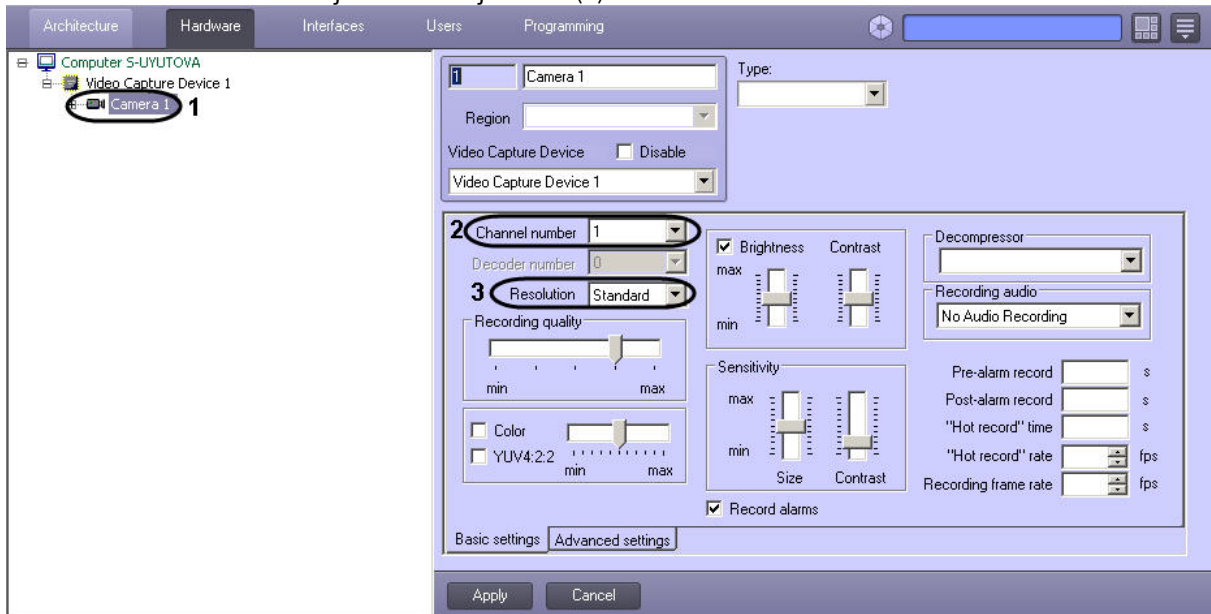 Architecture Hardware Interfaces Users Programming
Computer S-UYUTOVA
Video Capture Device 1
Camera 1 1
1 Camera 1
Type:
Region
Video Capture Device Disable
Video Capture Device 1
2 Channel number 1
Decoder number 0
3 Resolution Standard
Recording quality
min max
Color
YUV4:2:2
min max
Brightness Contrast
max
min
Sensitivity
max
min
Size Contrast
Record alarms
Decompressor
Recording audio
No Audio Recording
Pre-alarm record s
Post-alarm record s
"Hot record" time s
"Hot record" rate fps
Recording frame rate fps
Basic settings Advanced settings
Apply Cancel